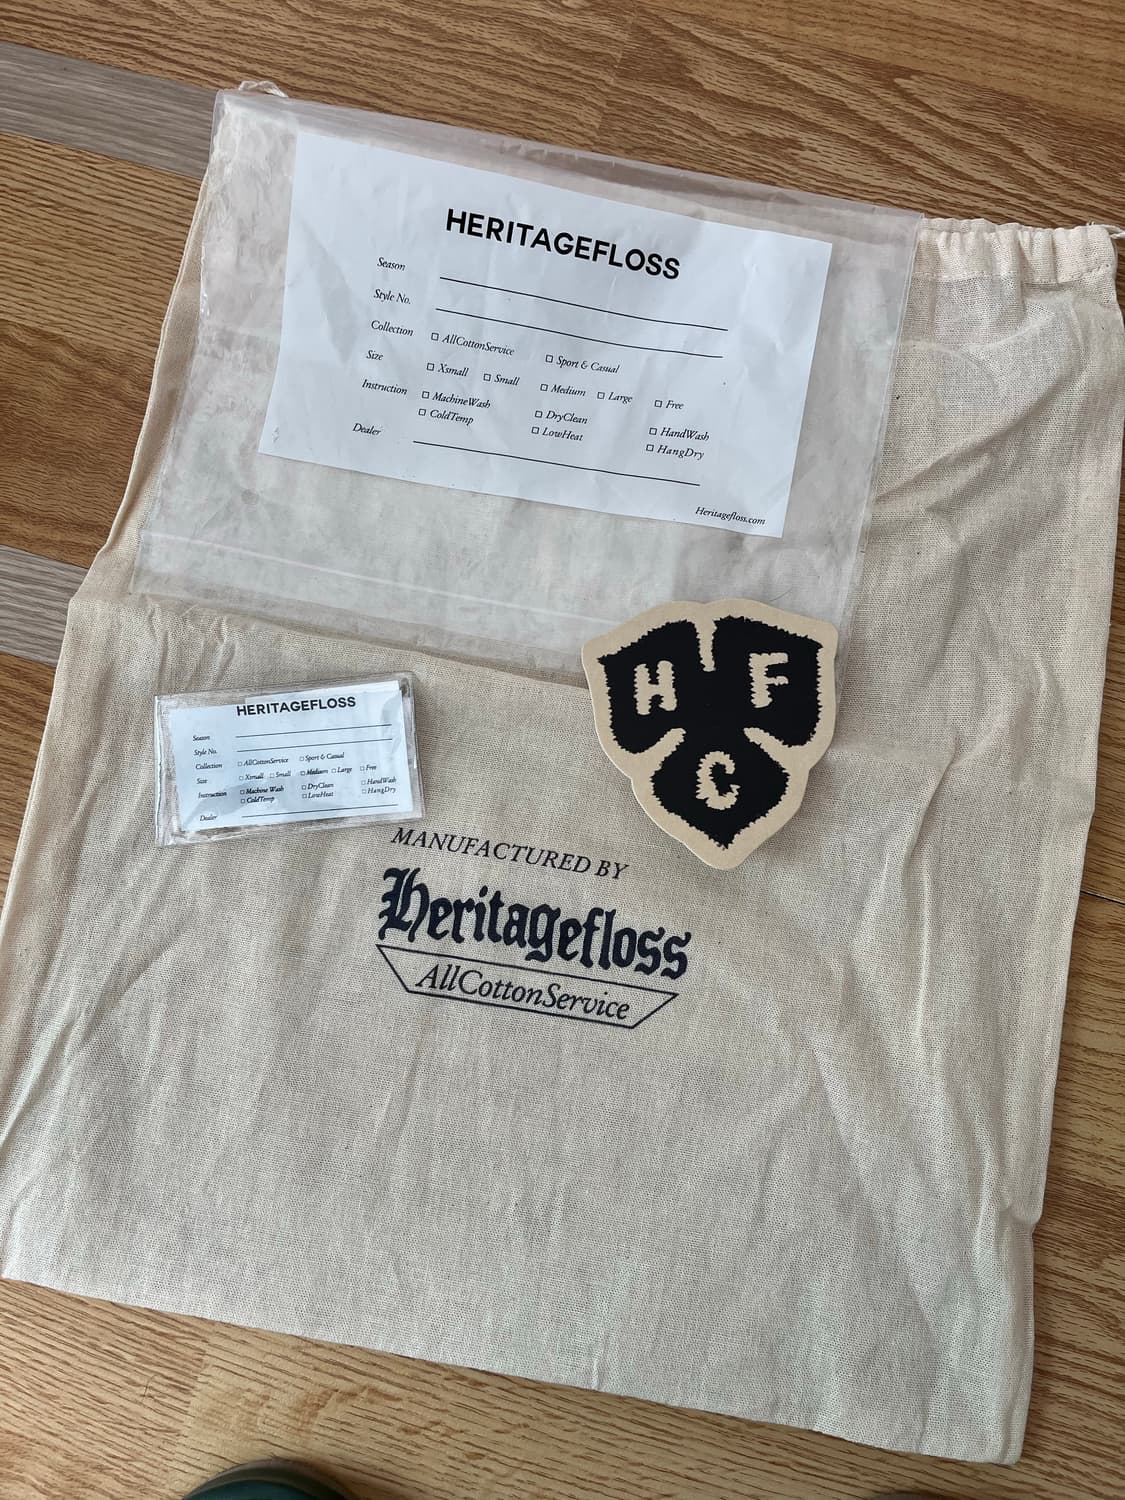 HERITAGEFLOSS
Season
Style No.
Collection AllCottonService Sport & Casual
Size Xsmall Small Medium Large Free
Instruction MachineWash DryClean HandWash
ColdTemp LowHeat HangDry
Dealer
Heritagefloss.com
H F
C
HERITAGEFLOSS
Season
Style No.
Collection AllCottonService Sport & Casual
Size Xsmall Small Medium Large Free
Instruction Machine Wash DryClean HandWash
ColdTemp LowHeat HangDry
Dealer
MANUFACTURED BY
Heritagefloss
AllCottonService